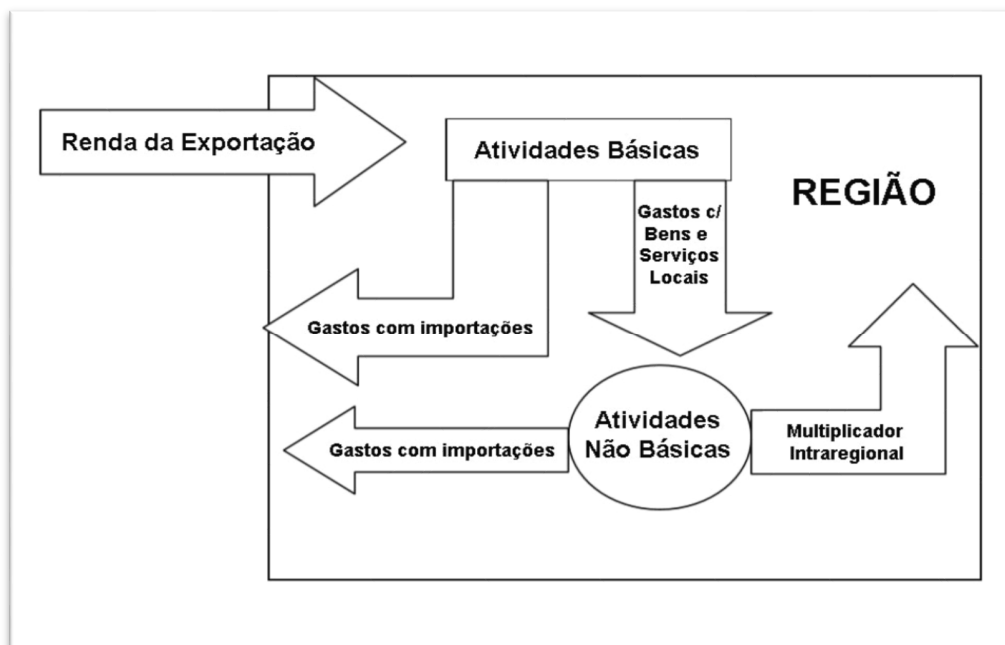 Renda da Exportação
Atividades Básicas
REGIÃO
Gastos c/
Bens e
Serviços
Locais
Gastos com importações
Atividades
Não Básicas
Gastos com importações
Multiplicador
Intraregional